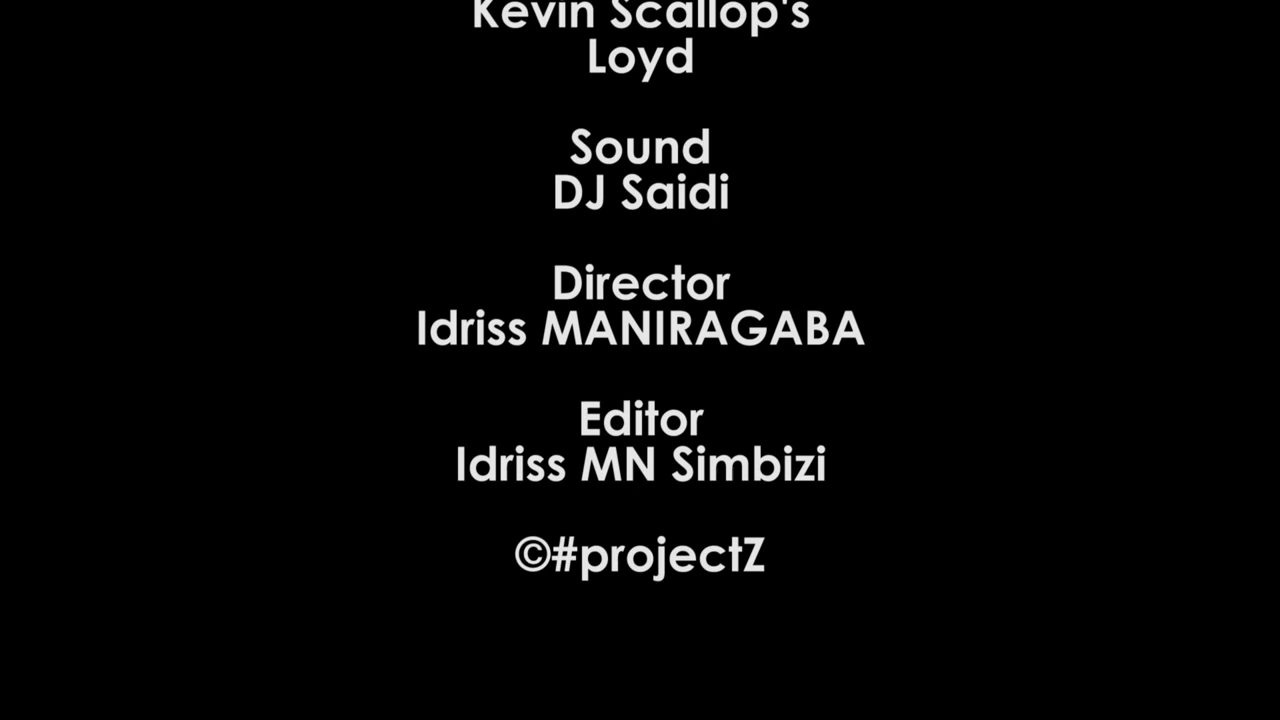 Kevin Scallop's
Loyd
Sound
DJ Saidi
Director
Idriss MANIRAGABA
Editor
Idriss MN Simbizi
©#projectZ